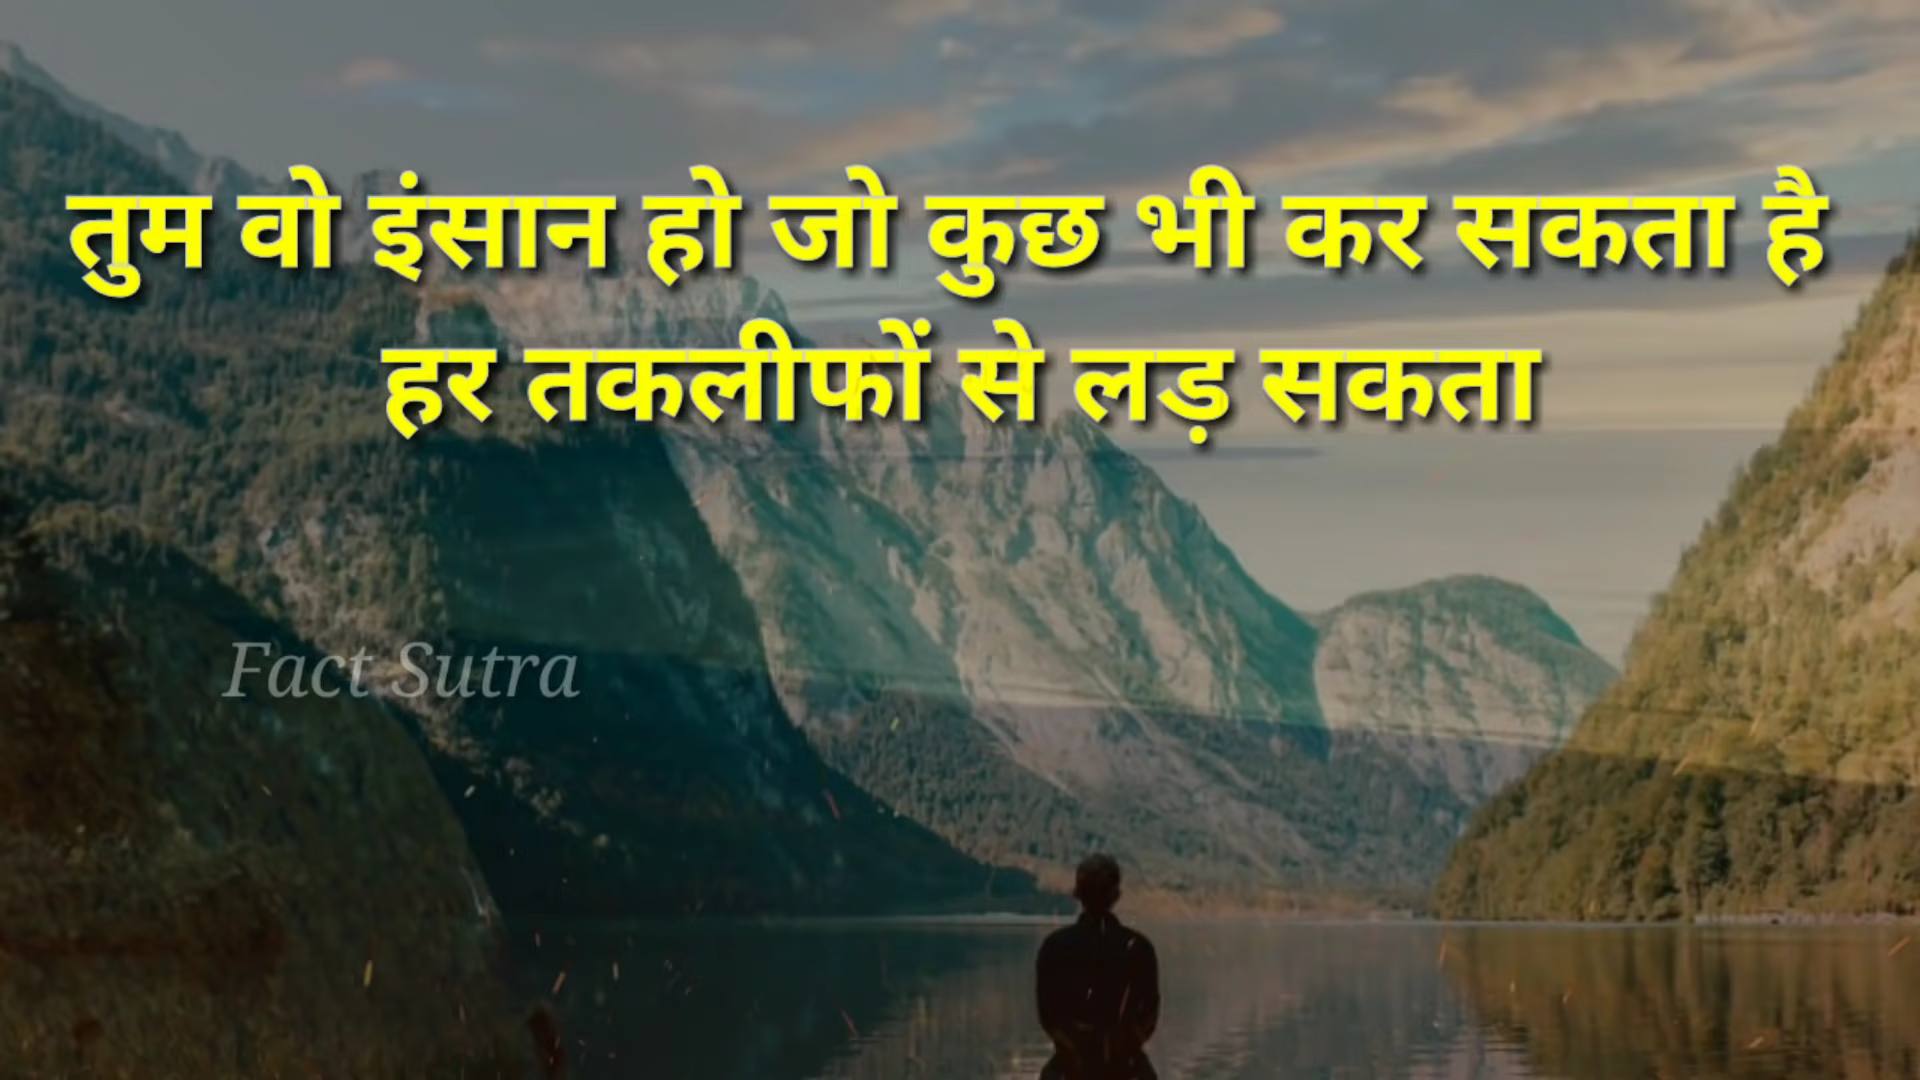 तुम वो इंसान हो जो कुछ भी कर सकता है
हर तकलीफों से लड़ सकता
Fact Sutra